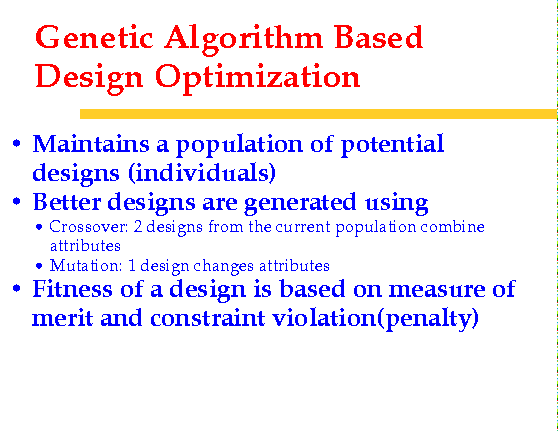 Genetic Algorithm Based
Design Optimization
• Maintains a population of potential
designs (individuals)
• Better designs are generated using
• Crossover: 2 designs from the current population combine
attributes
• Mutation: 1 design changes attributes
• Fitness of a design is based on measure of
merit and constraint violation(penalty)